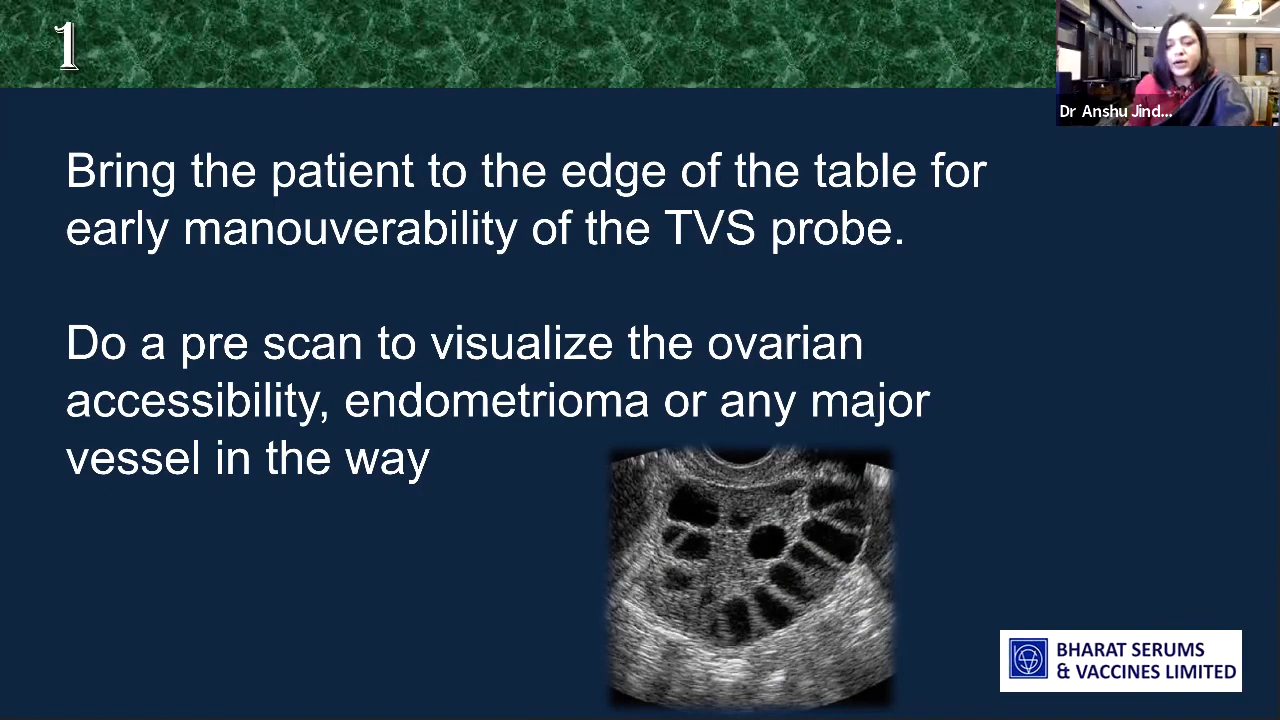 1
Dr Anshu Jind...
Bring the patient to the edge of the table for
early manouverability of the TVS probe.
Do a pre scan to visualize the ovarian
accessibility, endometrioma or any major
vessel in the way
BHARAT SERUMS
& VACCINES LIMITED